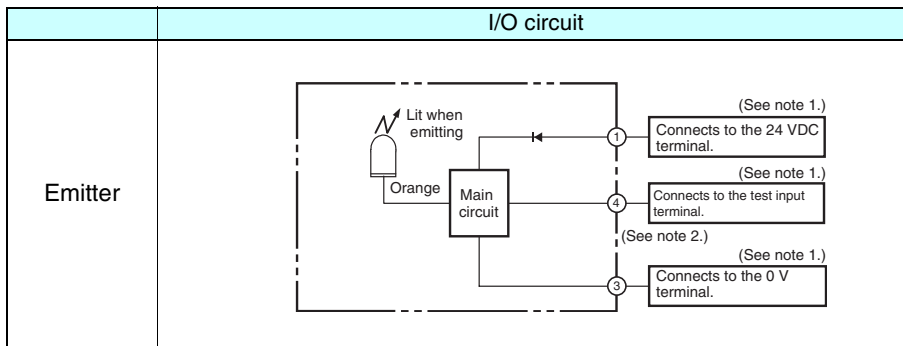 I/O circuit
Emitter
Lit when
emitting
Orange
Main
circuit
1
(See note 1.)
Connects to the 24 VDC
terminal.
4
(See note 1.)
Connects to the test input
terminal.
(See note 2.)
3
(See note 1.)
Connects to the 0 V
terminal.